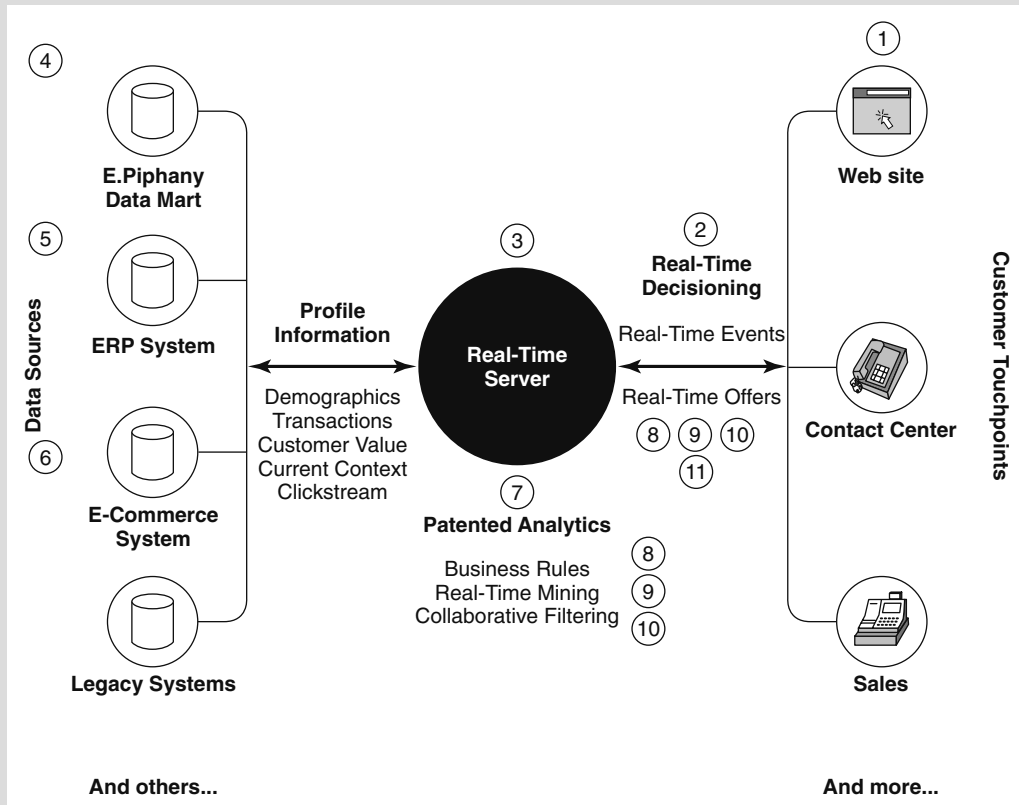 4
E.Piphany
Data Mart
5
ERP System
Data Sources
6
E-Commerce
System
Legacy Systems
And others...
Profile
Information
Demographics
Transactions
Customer Value
Current Context
Clickstream
3
Real-Time
Server
7
Patented Analytics
Business Rules
Real-Time Mining
Collaborative Filtering
8
9
10
2
Real-Time
Decisioning
Real-Time Events
Real-Time Offers
8 9 10
11
1
Web site
Contact Center
Sales
Customer Touchpoints
And more...